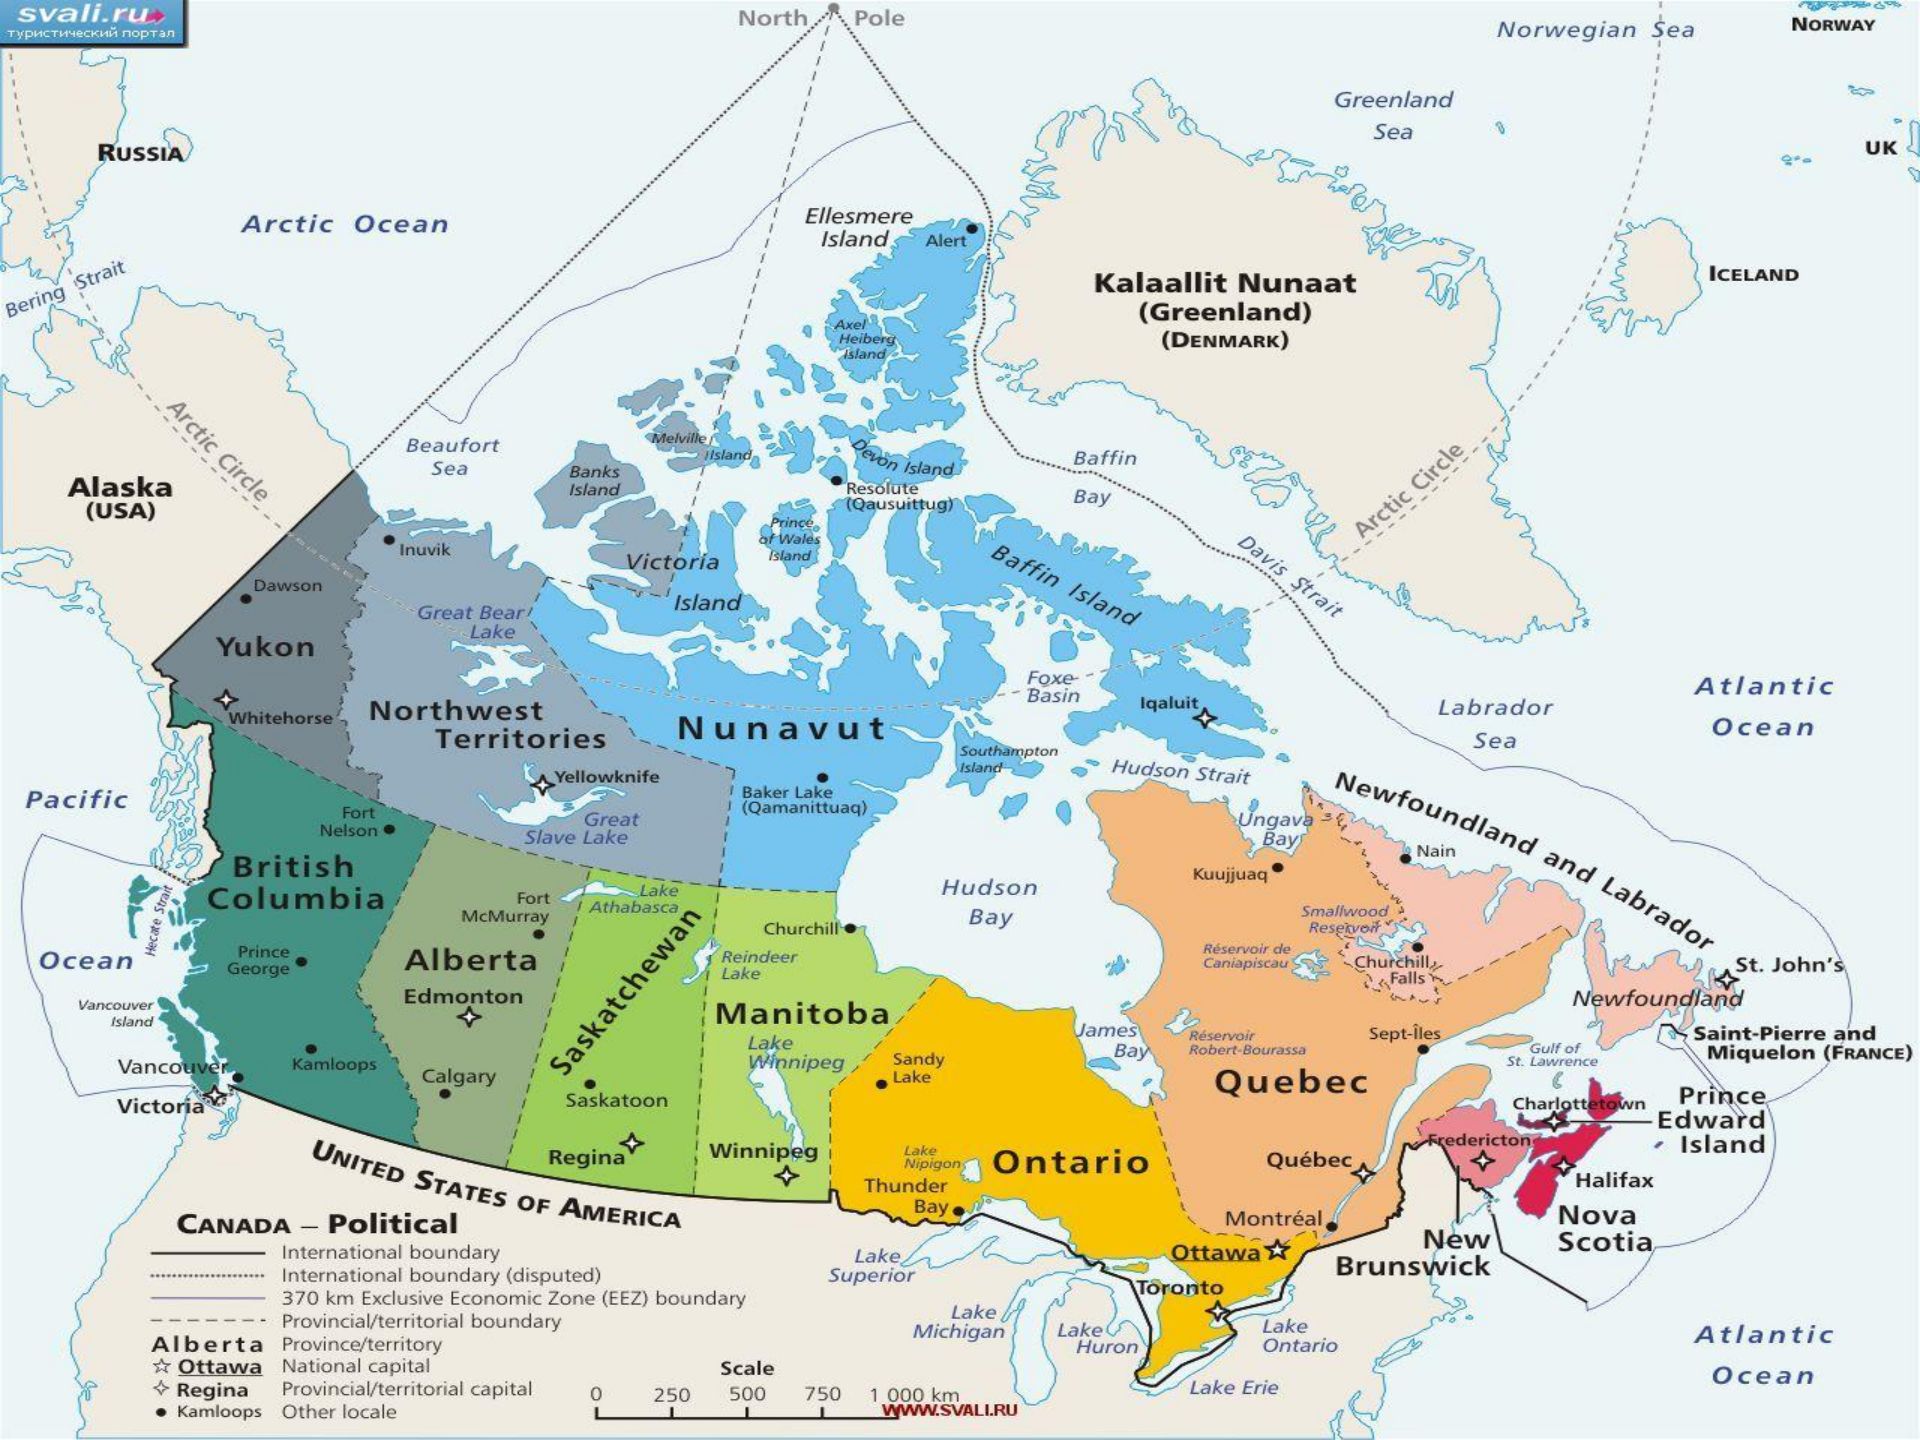 svali.ru
туристический портал
North Pole
Norwegian Sea
NORWAY
Greenland
Sea
UK
RUSSIA
Arctic Ocean
Ellesmere
Island
Alert
Bering Strait
Kalaallit Nunaat
(Greenland)
(DENMARK)
ICELAND
Axel
Heiberg
Island
Arctic Circle
Beaufort
Sea
Melville
Island
Devon Island
Banks
Island
Baffin
Bay
Arctic Circle
Alaska
(USA)
Resolute
(Qausuittug)
Prince
of Wales
Island
Inuvik
Victoria
Island
Baffin Island
Davis Strait
Dawson
Great Bear
Lake
Yukon
Foxe
Basin
Iqaluit
Whitehorse
Northwest
Territories
Nunavut
Labrador
Sea
Atlantic
Ocean
Southampton
Island
Hudson Strait
Yellowknife
Baker Lake
(Qamanittuaq)
Great
Slave Lake
Pacific
Ocean
Fort
Nelson
Ungava
Bay
Newfoundland and Labrador
Nain
Kuujjuaq
British
Columbia
Hecate Strait
Fort
McMurray
Lake
Athabasca
Hudson
Bay
Churchill
Smallwood
Reservoir
Réservoir de
Caniapiscau
Churchill
Falls
Prince
George
Alberta
Edmonton
Saskatchewan
Reindeer
Lake
St. John's
Newfoundland
Vancouver
Island
Manitoba
Lake
Winnipeg
James
Bay
Réservoir
Robert-Bourassa
Sept-Îles
Gulf of
St. Lawrence
Saint-Pierre and
Miquelon (FRANCE)
Vancouver
Kamloops
Calgary
Sandy
Lake
Quebec
Victoria
Saskatoon
Charlottetown
Prince
Edward
Island
Regina
Winnipeg
Lake
Nipigon
Ontario
Fredericton
Québec
Halifax
Thunder
Bay
Montréal
Nova
Scotia
UNITED STATES OF AMERICA
New
Brunswick
Ottawa
Lake
Superior
Toronto
Lake
Michigan
Lake
Huron
Lake
Ontario
Lake Erie
Atlantic
Ocean
CANADA – Political
International boundary
International boundary (disputed)
370 km Exclusive Economic Zone (EEZ) boundary
Provincial/territorial boundary
Alberta Province/territory
Ottawa National capital
Regina Provincial/territorial capital
Kamloops Other locale
Scale
0 250 500 750 1 000 km
WWW.SVALI.RU